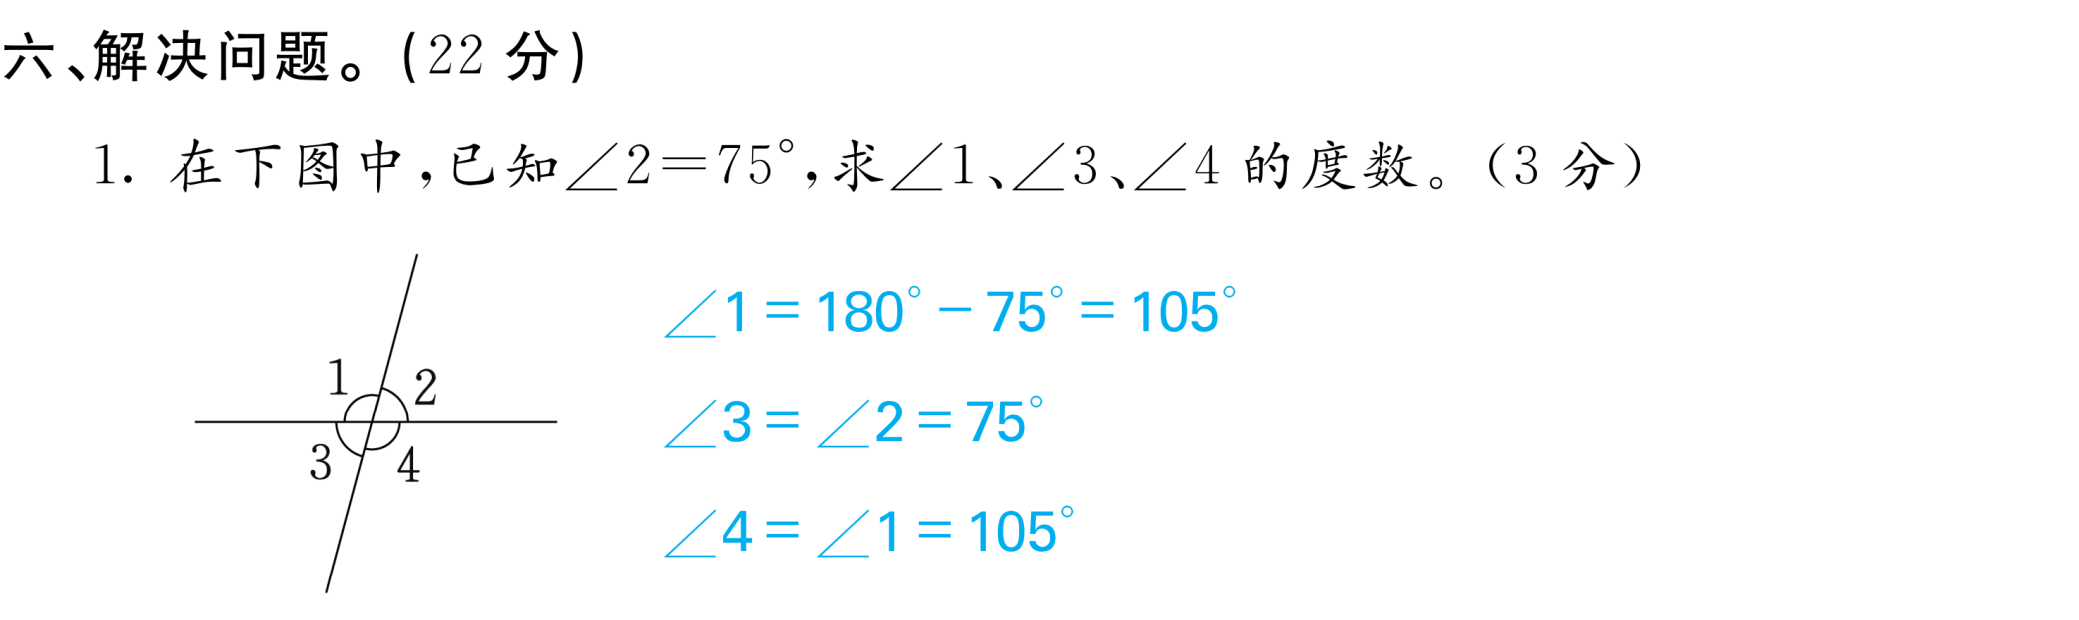 六、解决问题。(22 分)
1. 在下图中,已知∠2=75°,求∠1、∠3、∠4 的度数。(3 分)
1 2
3 4
∠1 = 180° − 75° = 105°
∠3 = ∠2 = 75°
∠4 = ∠1 = 105°